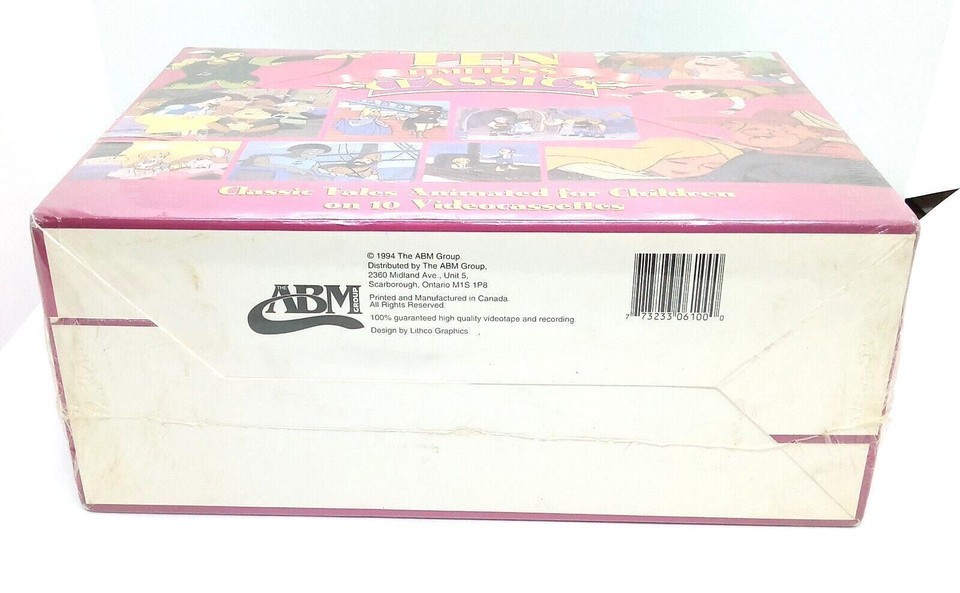 TEN
TIMELESS
CLASSICS
Classic Tales Animated for Children
on 10 Videocassettes
© 1994 The ABM Group.
Distributed by The ABM Group,
2360 Midland Ave., Unit 5,
Scarborough, Ontario M1S 1P8
Printed and Manufactured in Canada.
All Rights Reserved.
100% guaranteed high quality videotape and recording.
Design by Lithco Graphics
THE ABM GROUP
7 73233 06100 0